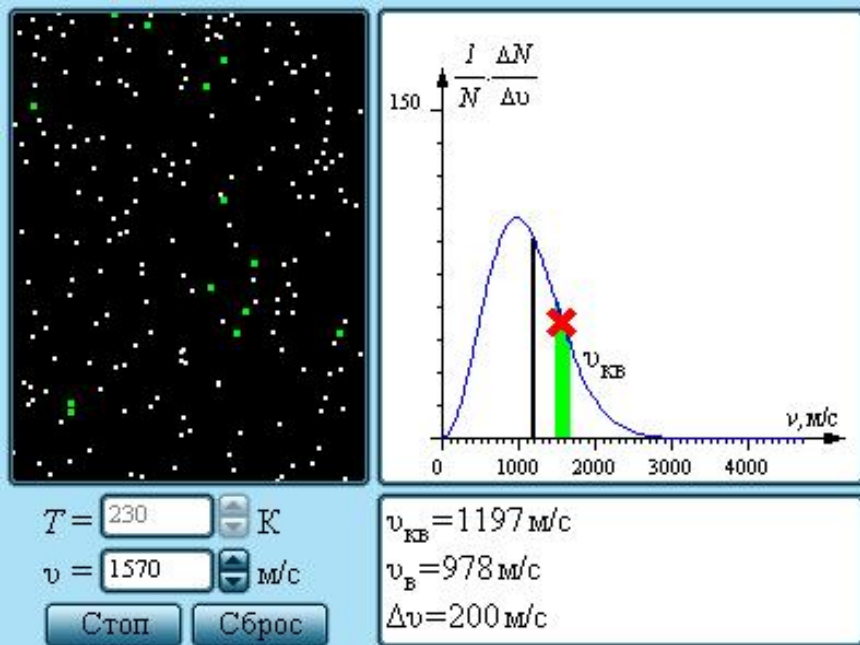 1/N · ΔN/Δυ
150
υкв
ν, м/с
0 1000 2000 3000 4000
T = 230 К
υ = 1570 м/с
Стоп Сброс
υкв=1197 м/с
υв=978 м/с
Δυ=200 м/с